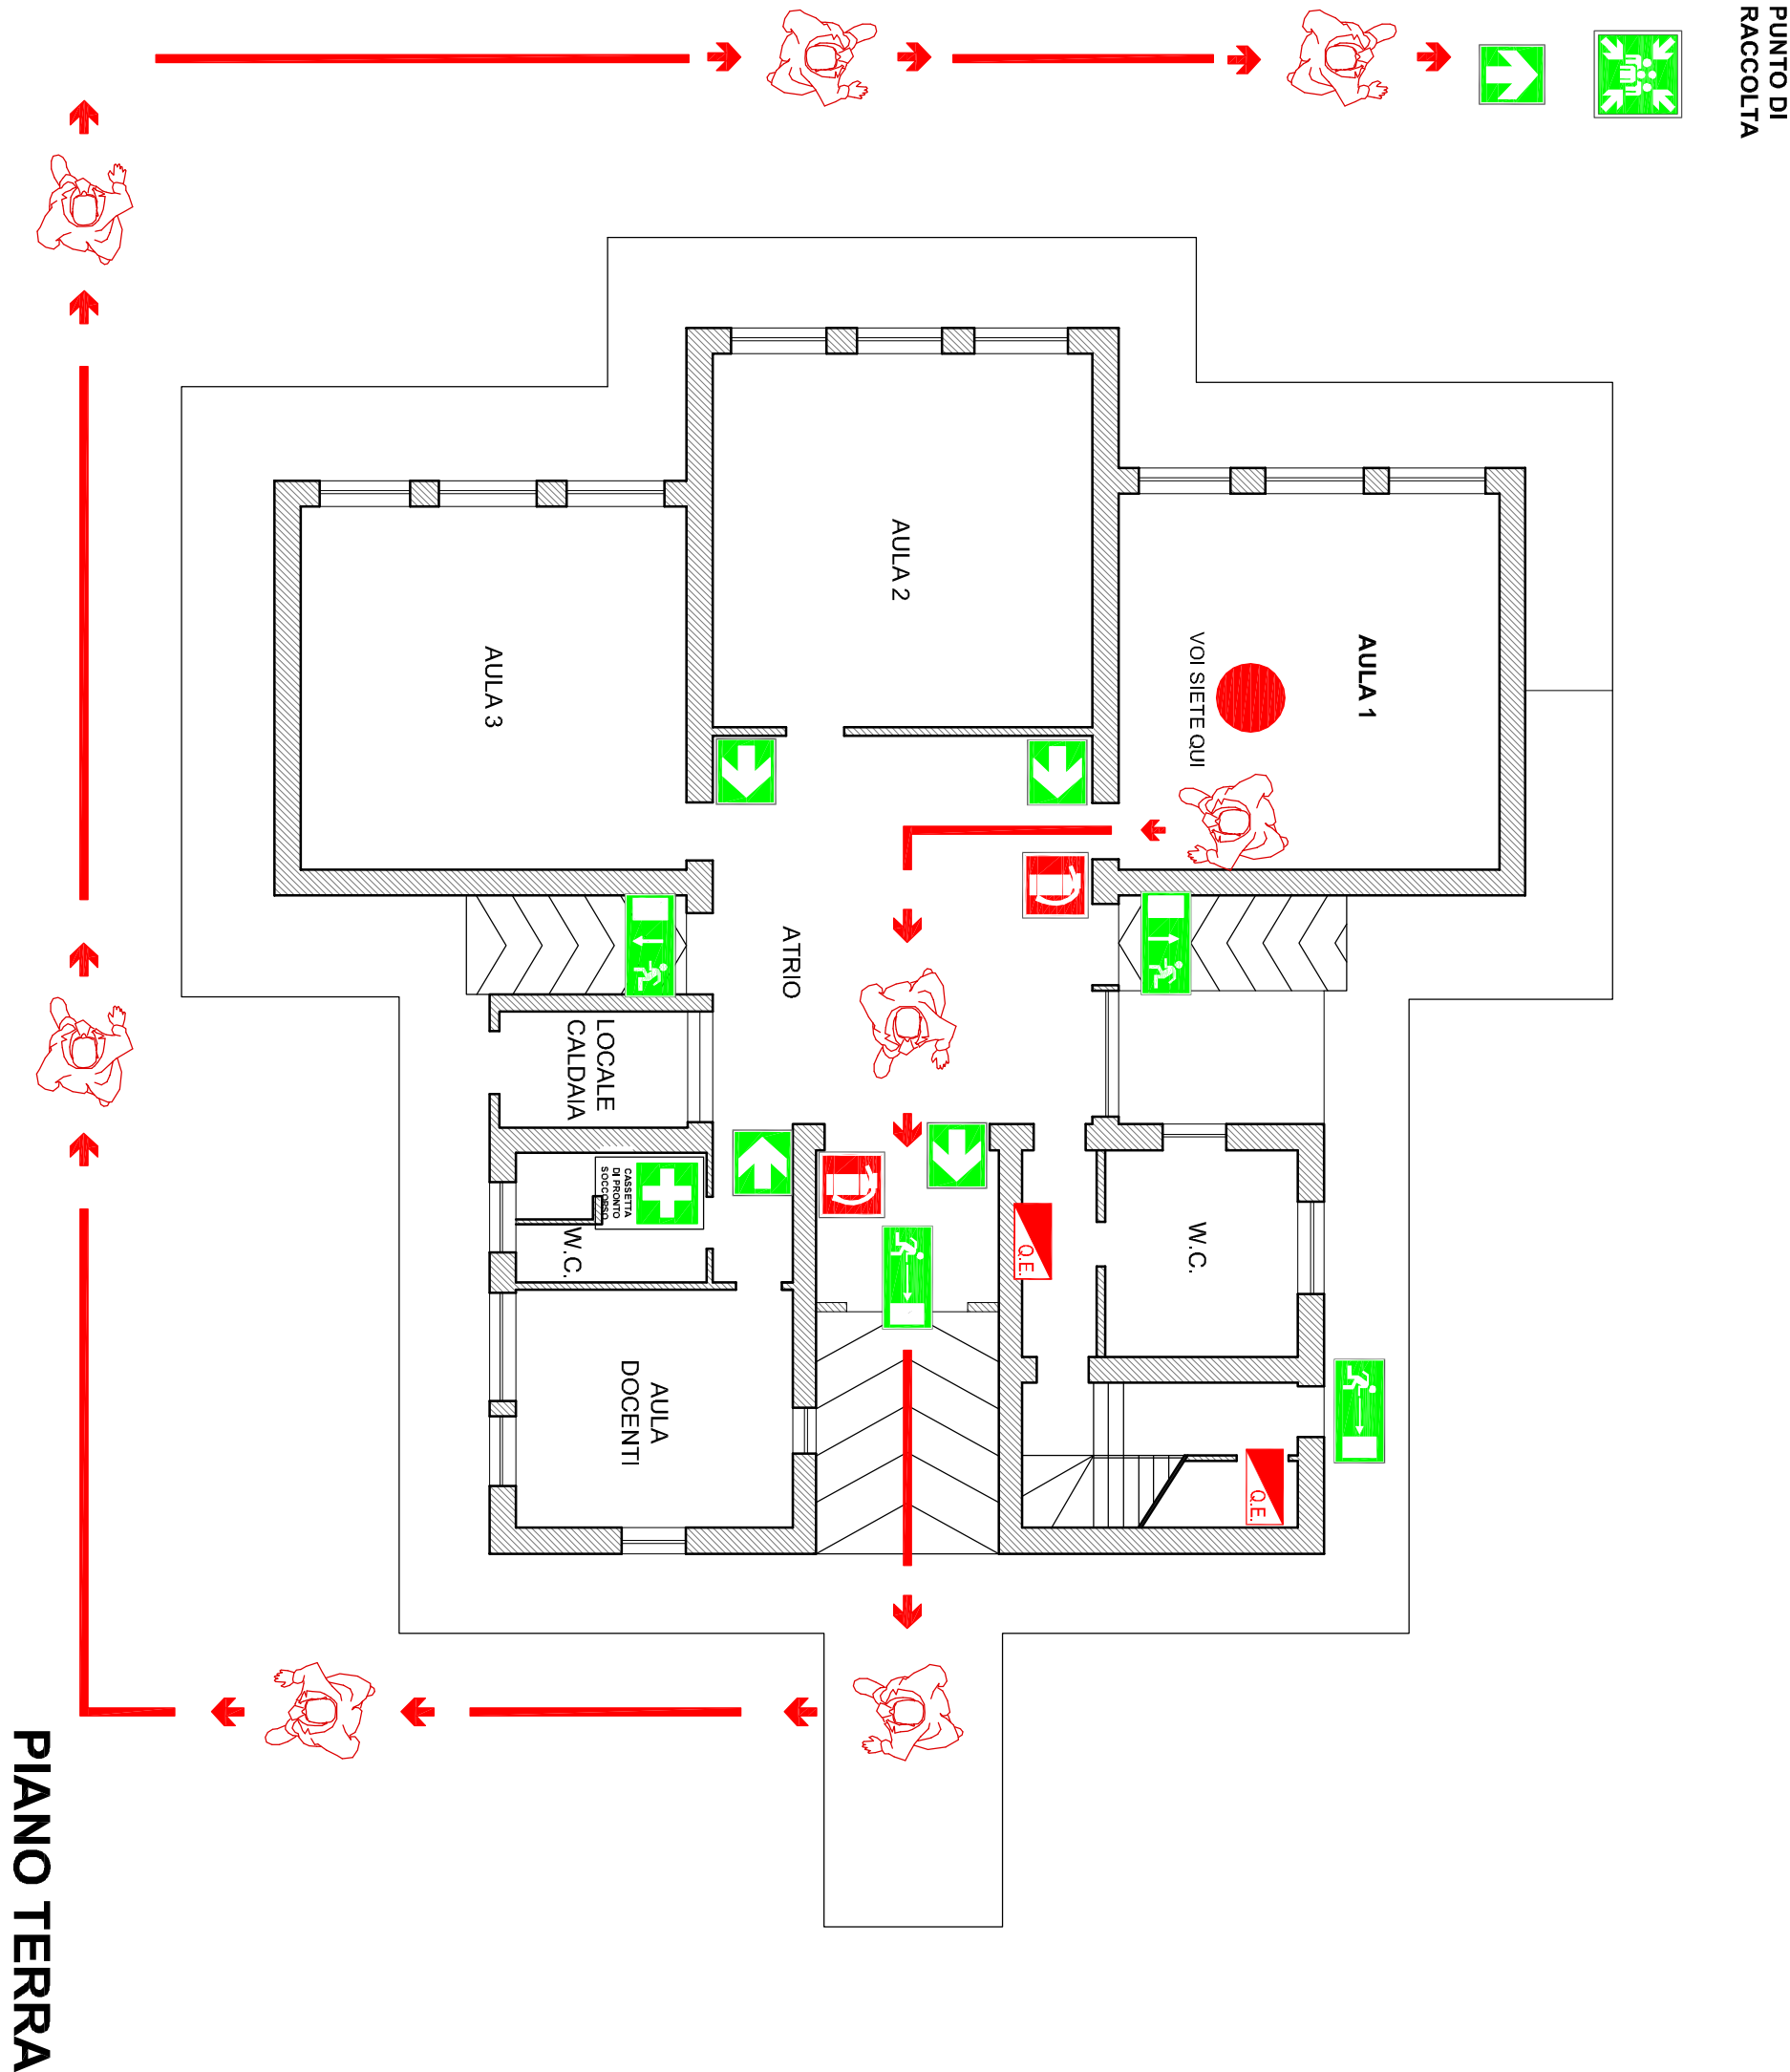 PUNTO DI
RACCOLTA
AULA 1
VOI SIETE QUI
AULA 2
AULA 3
ATRIO
LOCALE
CALDAIA
CASSETTA
DI PRONTO
SOCCORSO
W.C.
W.C.
Q.E.
Q.E.
AULA
DOCENTI
PIANO TERRA